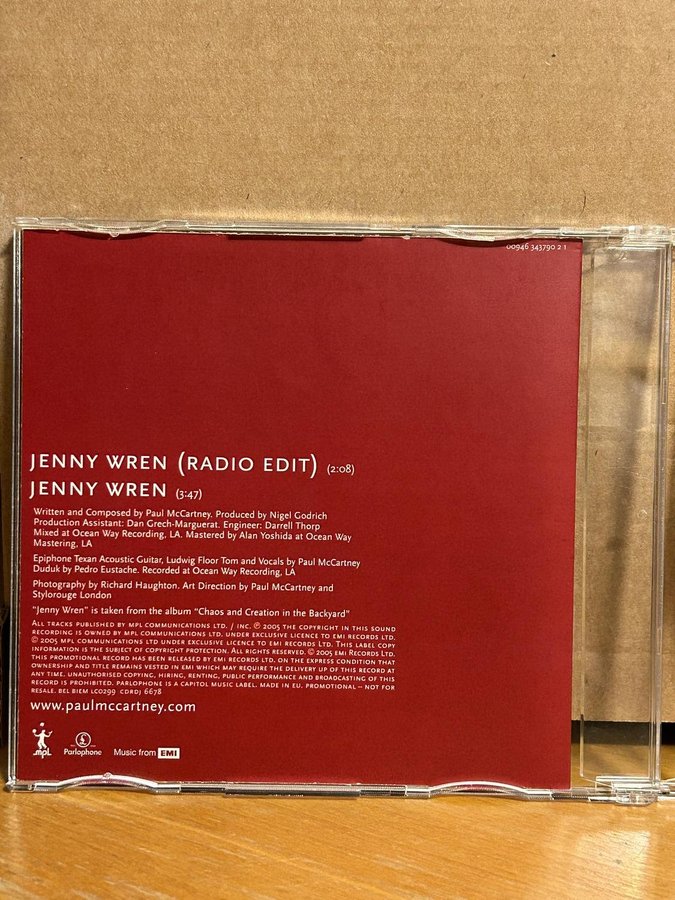 00946 343790 2 1
JENNY WREN (RADIO EDIT) (2:08)
JENNY WREN (3:47)
Written and Composed by Paul McCartney. Produced by Nigel Godrich
Production Assistant: Dan Grech-Marguerat. Engineer: Darrell Thorp
Mixed at Ocean Way Recording, LA. Mastered by Alan Yoshida at Ocean Way
Mastering, LA
Epiphone Texan Acoustic Guitar, Ludwig Floor Tom and Vocals by Paul McCartney
Duduk by Pedro Eustache. Recorded at Ocean Way Recording, LA
Photography by Richard Haughton. Art Direction by Paul McCartney and
Stylorouge London
"Jenny Wren" is taken from the album "Chaos and Creation in the Backyard"
ALL TRACKS PUBLISHED BY MPL COMMUNICATIONS LTD. / INC. ℗ 2005 THE COPYRIGHT IN THIS SOUND
RECORDING IS OWNED BY MPL COMMUNICATIONS LTD. UNDER EXCLUSIVE LICENCE TO EMI RECORDS LTD.
© 2005 MPL COMMUNICATIONS LTD UNDER EXCLUSIVE LICENCE TO EMI RECORDS LTD. THIS LABEL COPY
INFORMATION IS THE SUBJECT OF COPYRIGHT PROTECTION. ALL RIGHTS RESERVED. © 2005 EMI RECORDS LTD.
THIS PROMOTIONAL RECORD HAS BEEN RELEASED BY EMI RECORDS LTD. ON THE EXPRESS CONDITION THAT
OWNERSHIP AND TITLE REMAINS VESTED IN EMI WHICH MAY REQUIRE THE DELIVERY UP OF THIS RECORD AT
ANY TIME. UNAUTHORISED COPYING, HIRING, RENTING, PUBLIC PERFORMANCE AND BROADCASTING OF THIS
RECORD IS PROHIBITED. PARLOPHONE IS A CAPITOL MUSIC LABEL. MADE IN EU. PROMOTIONAL – NOT FOR
RESALE. BEL BIEM LC0299 CDRDJ 6678
www.paulmccartney.com
MPL Parlophone Music from EMI